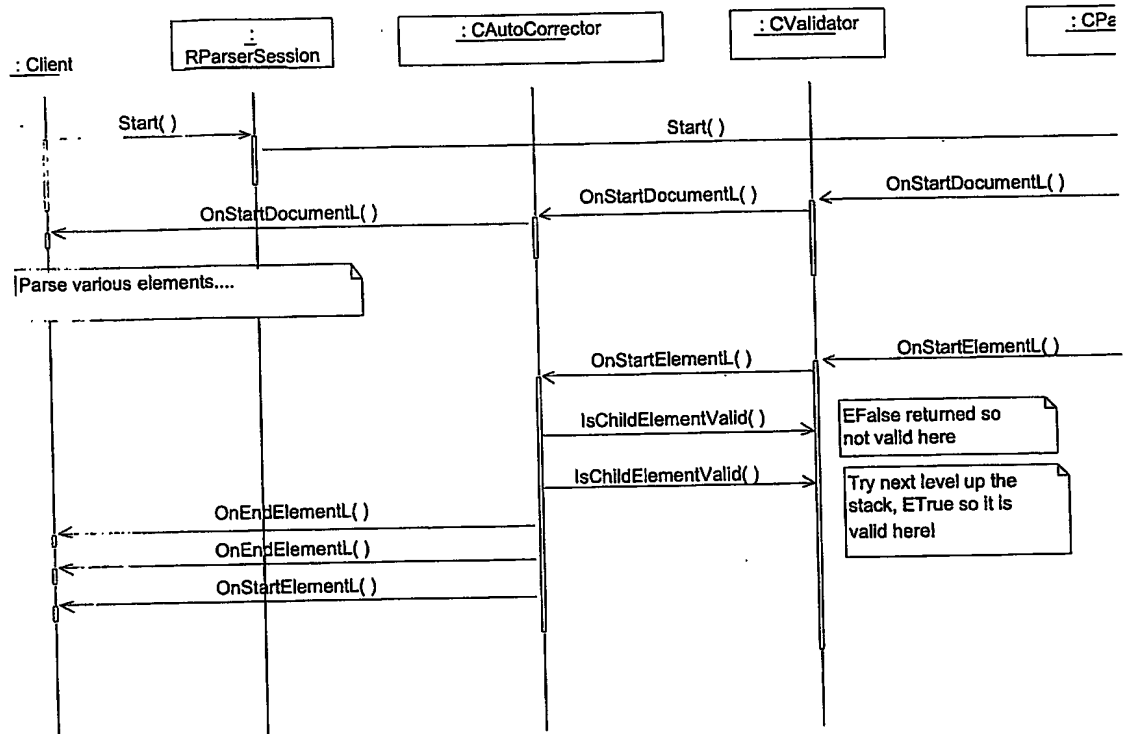 : Client
:
RParserSession
: CAutoCorrector
: CValidator
: CPa
Start( )
Start( )
OnStartDocumentL( )
OnStartDocumentL( )
OnStartDocumentL( )
Parse various elements....
OnStartElementL( )
OnStartElementL( )
IsChildElementValid( )
EFalse returned so
not valid here
IsChildElementValid( )
Try next level up the
stack, ETrue so it is
valid here!
OnEndElementL( )
OnEndElementL( )
OnStartElementL( )